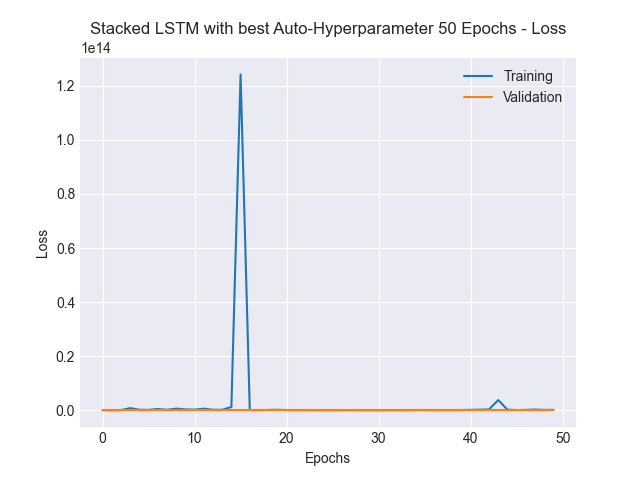 Stacked LSTM with best Auto-Hyperparameter 50 Epochs - Loss
1e14
Training
Validation
1.2
1.0
0.8
0.6
0.4
0.2
0.0
Loss
0 10 20 30 40 50
Epochs